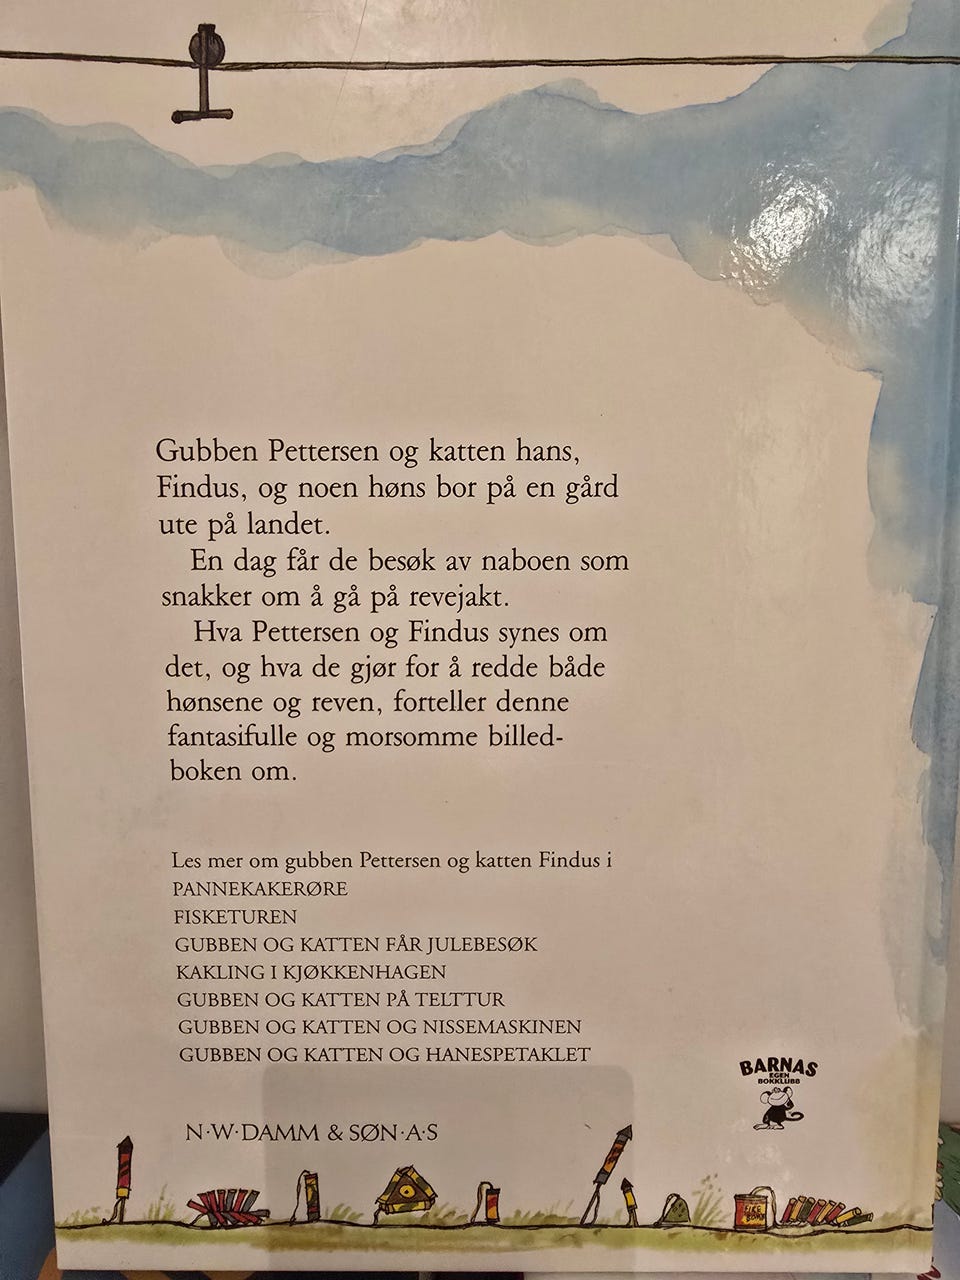 Gubben Pettersen og katten hans,
Findus, og noen høns bor på en gård
ute på landet.
En dag får de besøk av naboen som
snakker om å gå på revejakt.
Hva Pettersen og Findus synes om
det, og hva de gjør for å redde både
hønsene og reven, forteller denne
fantasifulle og morsomme billed-
boken om.
Les mer om gubben Pettersen og katten Findus i
PANNEKAKERØRE
FISKETUREN
GUBBEN OG KATTEN FÅR JULEBESØK
KAKLING I KJØKKENHAGEN
GUBBEN OG KATTEN PÅ TELTTUR
GUBBEN OG KATTEN OG NISSEMASKINEN
GUBBEN OG KATTEN OG HANESPETAKLET
BARNAS
EGEN
BOKKLUBB
N·W·DAMM & SØN·A·S